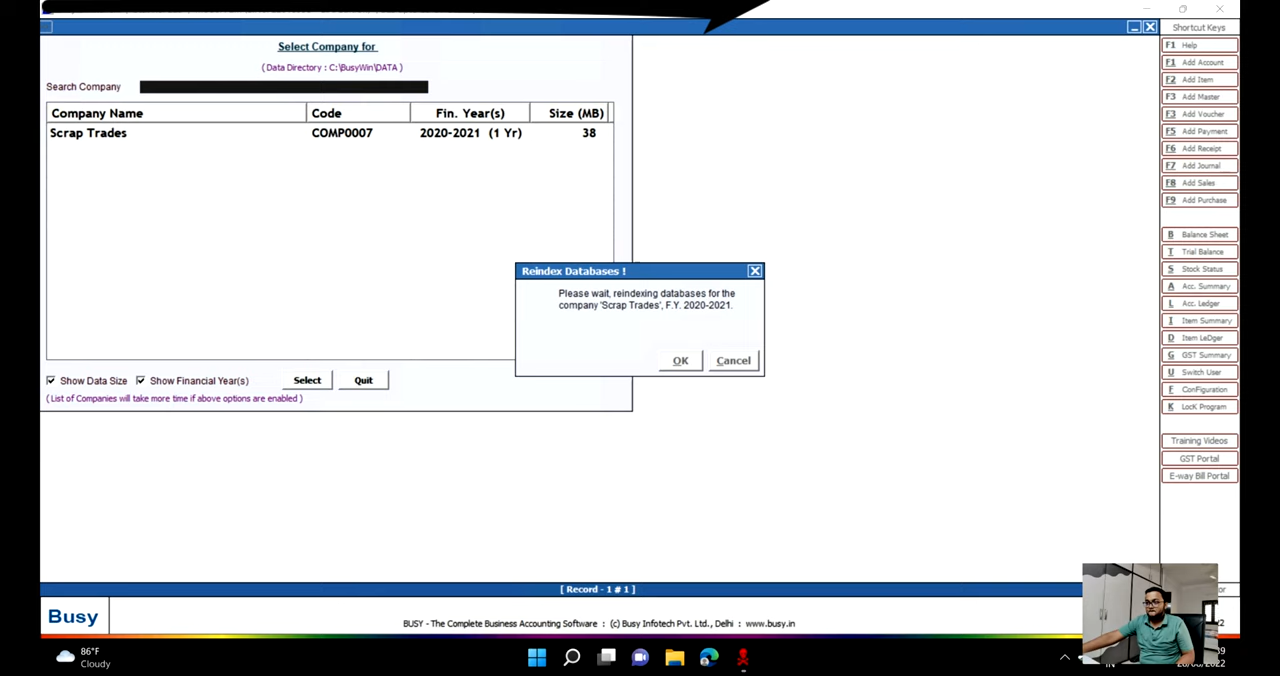 Select Company for
( Data Directory : C:\BusyWin\DATA )
Search Company
Company Name Code Fin. Year(s) Size (MB)
Scrap Trades COMP0007 2020-2021 (1 Yr) 38
Reindex Databases !
Please wait, reindexing databases for the
company 'Scrap Trades', F.Y. 2020-2021.
OK Cancel
Show Data Size Show Financial Year(s) Select Quit
( List of Companies will take more time if above options are enabled )
Shortcut Keys
F1 Help
F1 Add Account
F2 Add Item
F3 Add Master
F3 Add Voucher
F5 Add Payment
F6 Add Receipt
F7 Add Journal
F8 Add Sales
F9 Add Purchase
B Balance Sheet
T Trial Balance
S Stock Status
A Acc. Summary
L Acc. Ledger
I Item Summary
D Item LeDger
G GST Summary
U Switch User
F ConFiguration
K LocK Program
Training Videos
GST Portal
E-way Bill Portal
[ Record - 1 # 1 ]
Busy
BUSY - The Complete Business Accounting Software : (c) Busy Infotech Pvt. Ltd., Delhi : www.busy.in
86°F
Cloudy